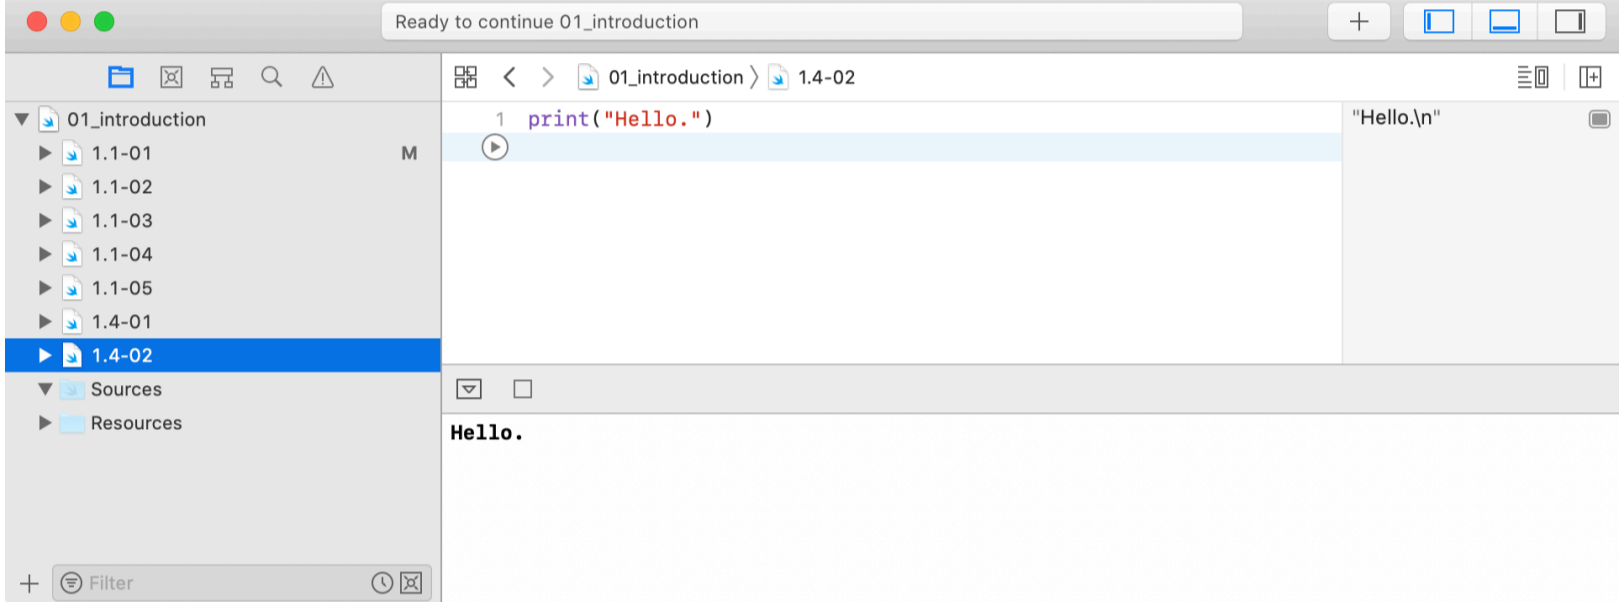 Ready to continue 01_introduction
01_introduction 1.4-02
01_introduction
1.1-01 M
1.1-02
1.1-03
1.1-04
1.1-05
1.4-01
1.4-02
Sources
Resources
Filter
1 print("Hello.")
"Hello.\n"
Hello.